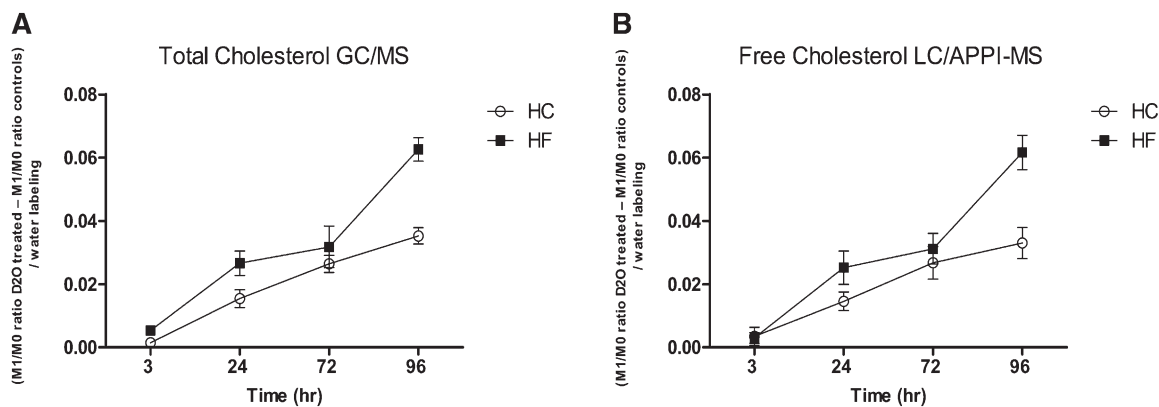 A
Total Cholesterol GC/MS
(M1/M0 ratio D2O treated – M1/M0 ratio controls)
/ water labeling
0.08
0.06
0.04
0.02
0.00
3 24 72 96
Time (hr)
HC
HF
B
Free Cholesterol LC/APPI-MS
(M1/M0 ratio D2O treated – M1/M0 ratio controls)
/ water labeling
0.08
0.06
0.04
0.02
0.00
3 24 72 96
Time (hr)
HC
HF